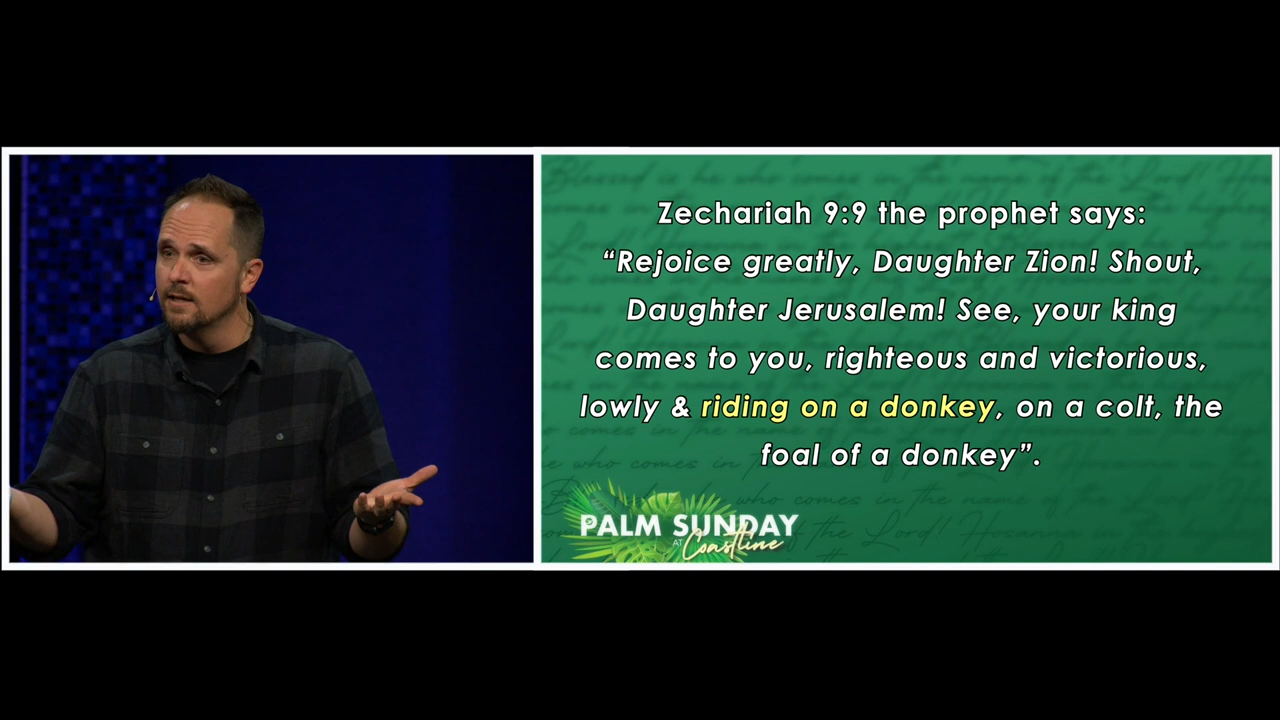 Zechariah 9:9 the prophet says:
“Rejoice greatly, Daughter Zion! Shout,
Daughter Jerusalem! See, your king
comes to you, righteous and victorious,
lowly & riding on a donkey, on a colt, the
foal of a donkey”.
PALM SUNDAY
AT Coastline